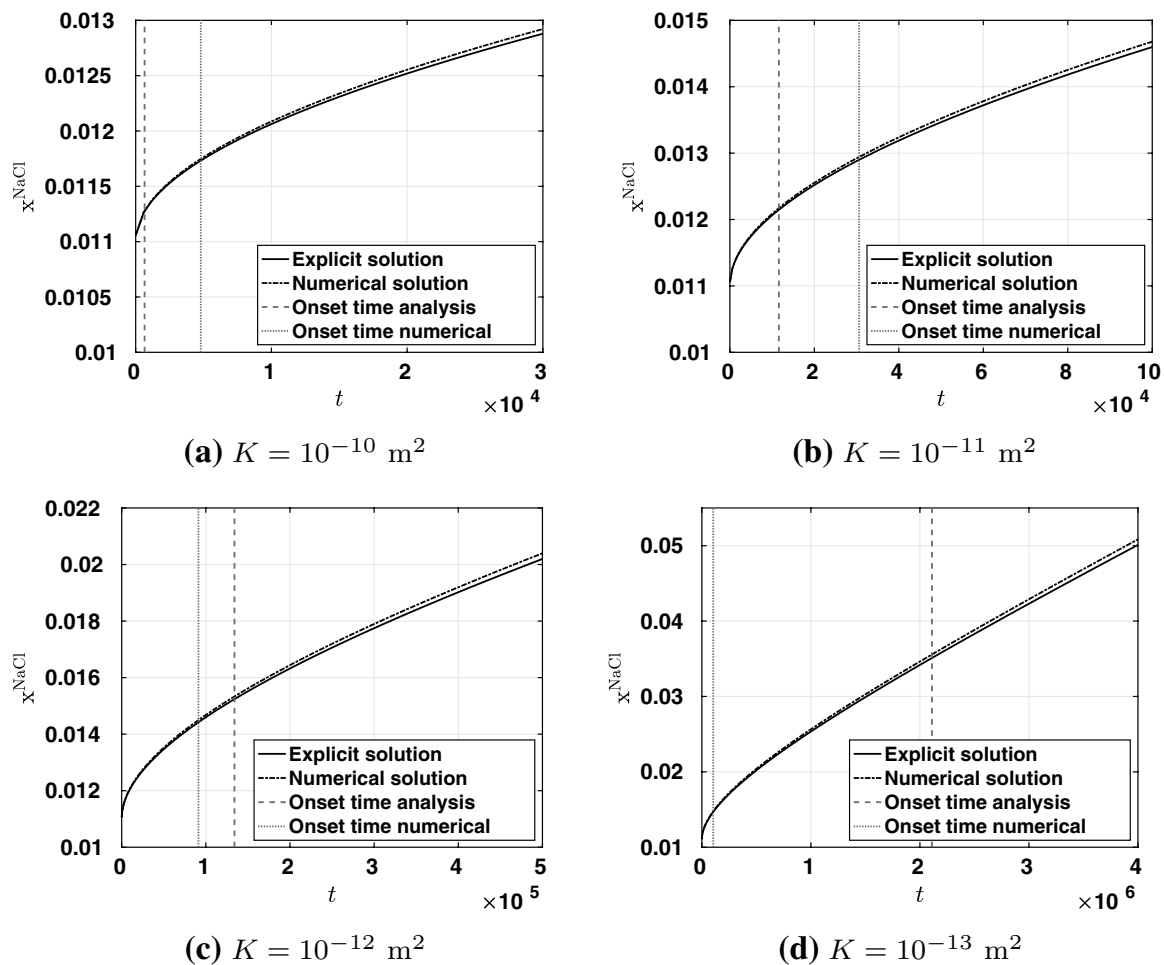 0.013
0.0125
0.012
0.0115
0.011
0.0105
0.01
x^NaCl
Explicit solution
Numerical solution
Onset time analysis
Onset time numerical
0 1 2 3
t
×10 ^4
(a) K = 10^−10 m^2
0.015
0.014
0.013
0.012
0.011
0.01
x^NaCl
Explicit solution
Numerical solution
Onset time analysis
Onset time numerical
0 2 4 6 8 10
t
×10 ^4
(b) K = 10^−11 m^2
0.022
0.02
0.018
0.016
0.014
0.012
0.01
x^NaCl
Explicit solution
Numerical solution
Onset time analysis
Onset time numerical
0 1 2 3 4 5
t
×10 ^5
(c) K = 10^−12 m^2
0.05
0.04
0.03
0.02
0.01
x^NaCl
Explicit solution
Numerical solution
Onset time analysis
Onset time numerical
0 1 2 3 4
t
×10 ^6
(d) K = 10^−13 m^2